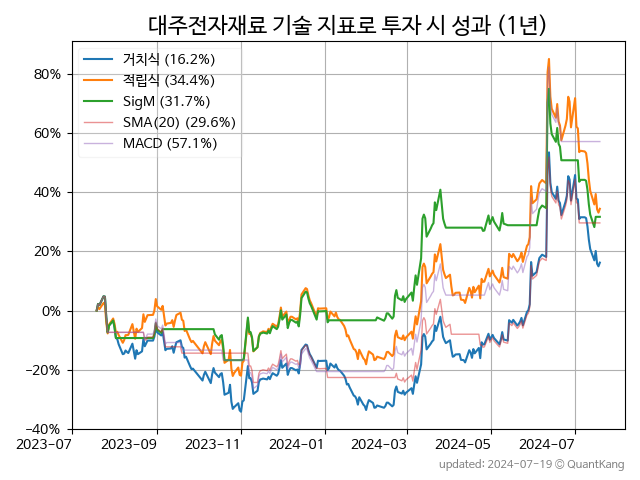 대주전자재료 기술 지표로 투자 시 성과 (1년)
거치식 (16.2%)
적립식 (34.4%)
SigM (31.7%)
SMA(20) (29.6%)
MACD (57.1%)
80%
60%
40%
20%
0%
−20%
−40%
2023-07
2023-09
2023-11
2024-01
2024-03
2024-05
2024-07
updated: 2024-07-19 @ QuantKang